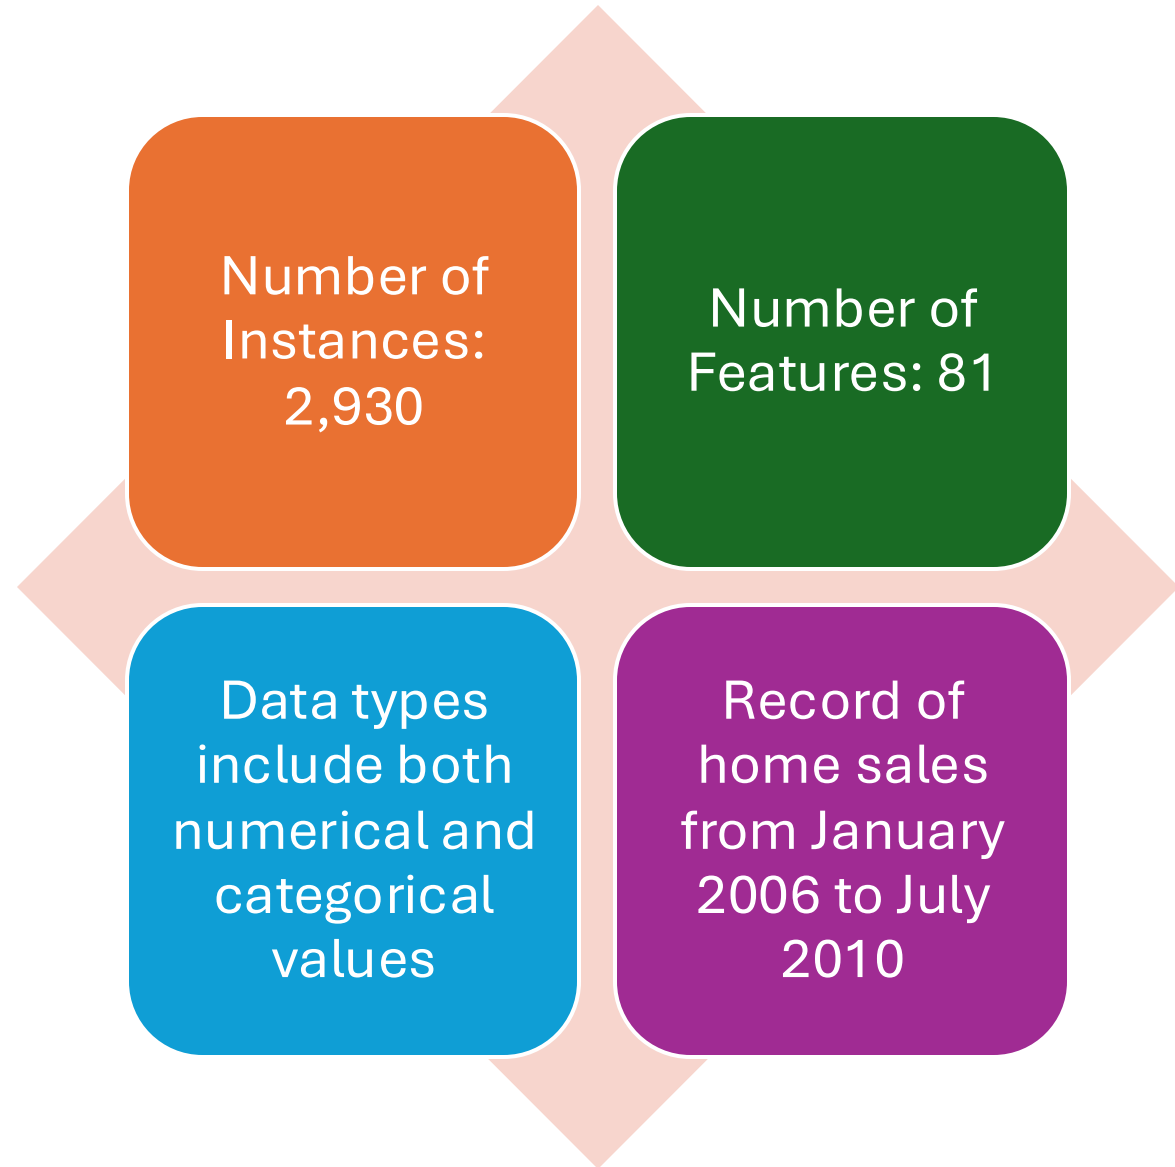 Number of
Instances:
2,930
Number of
Features: 81
Data types
include both
numerical and
categorical
values
Record of
home sales
from January
2006 to July
2010